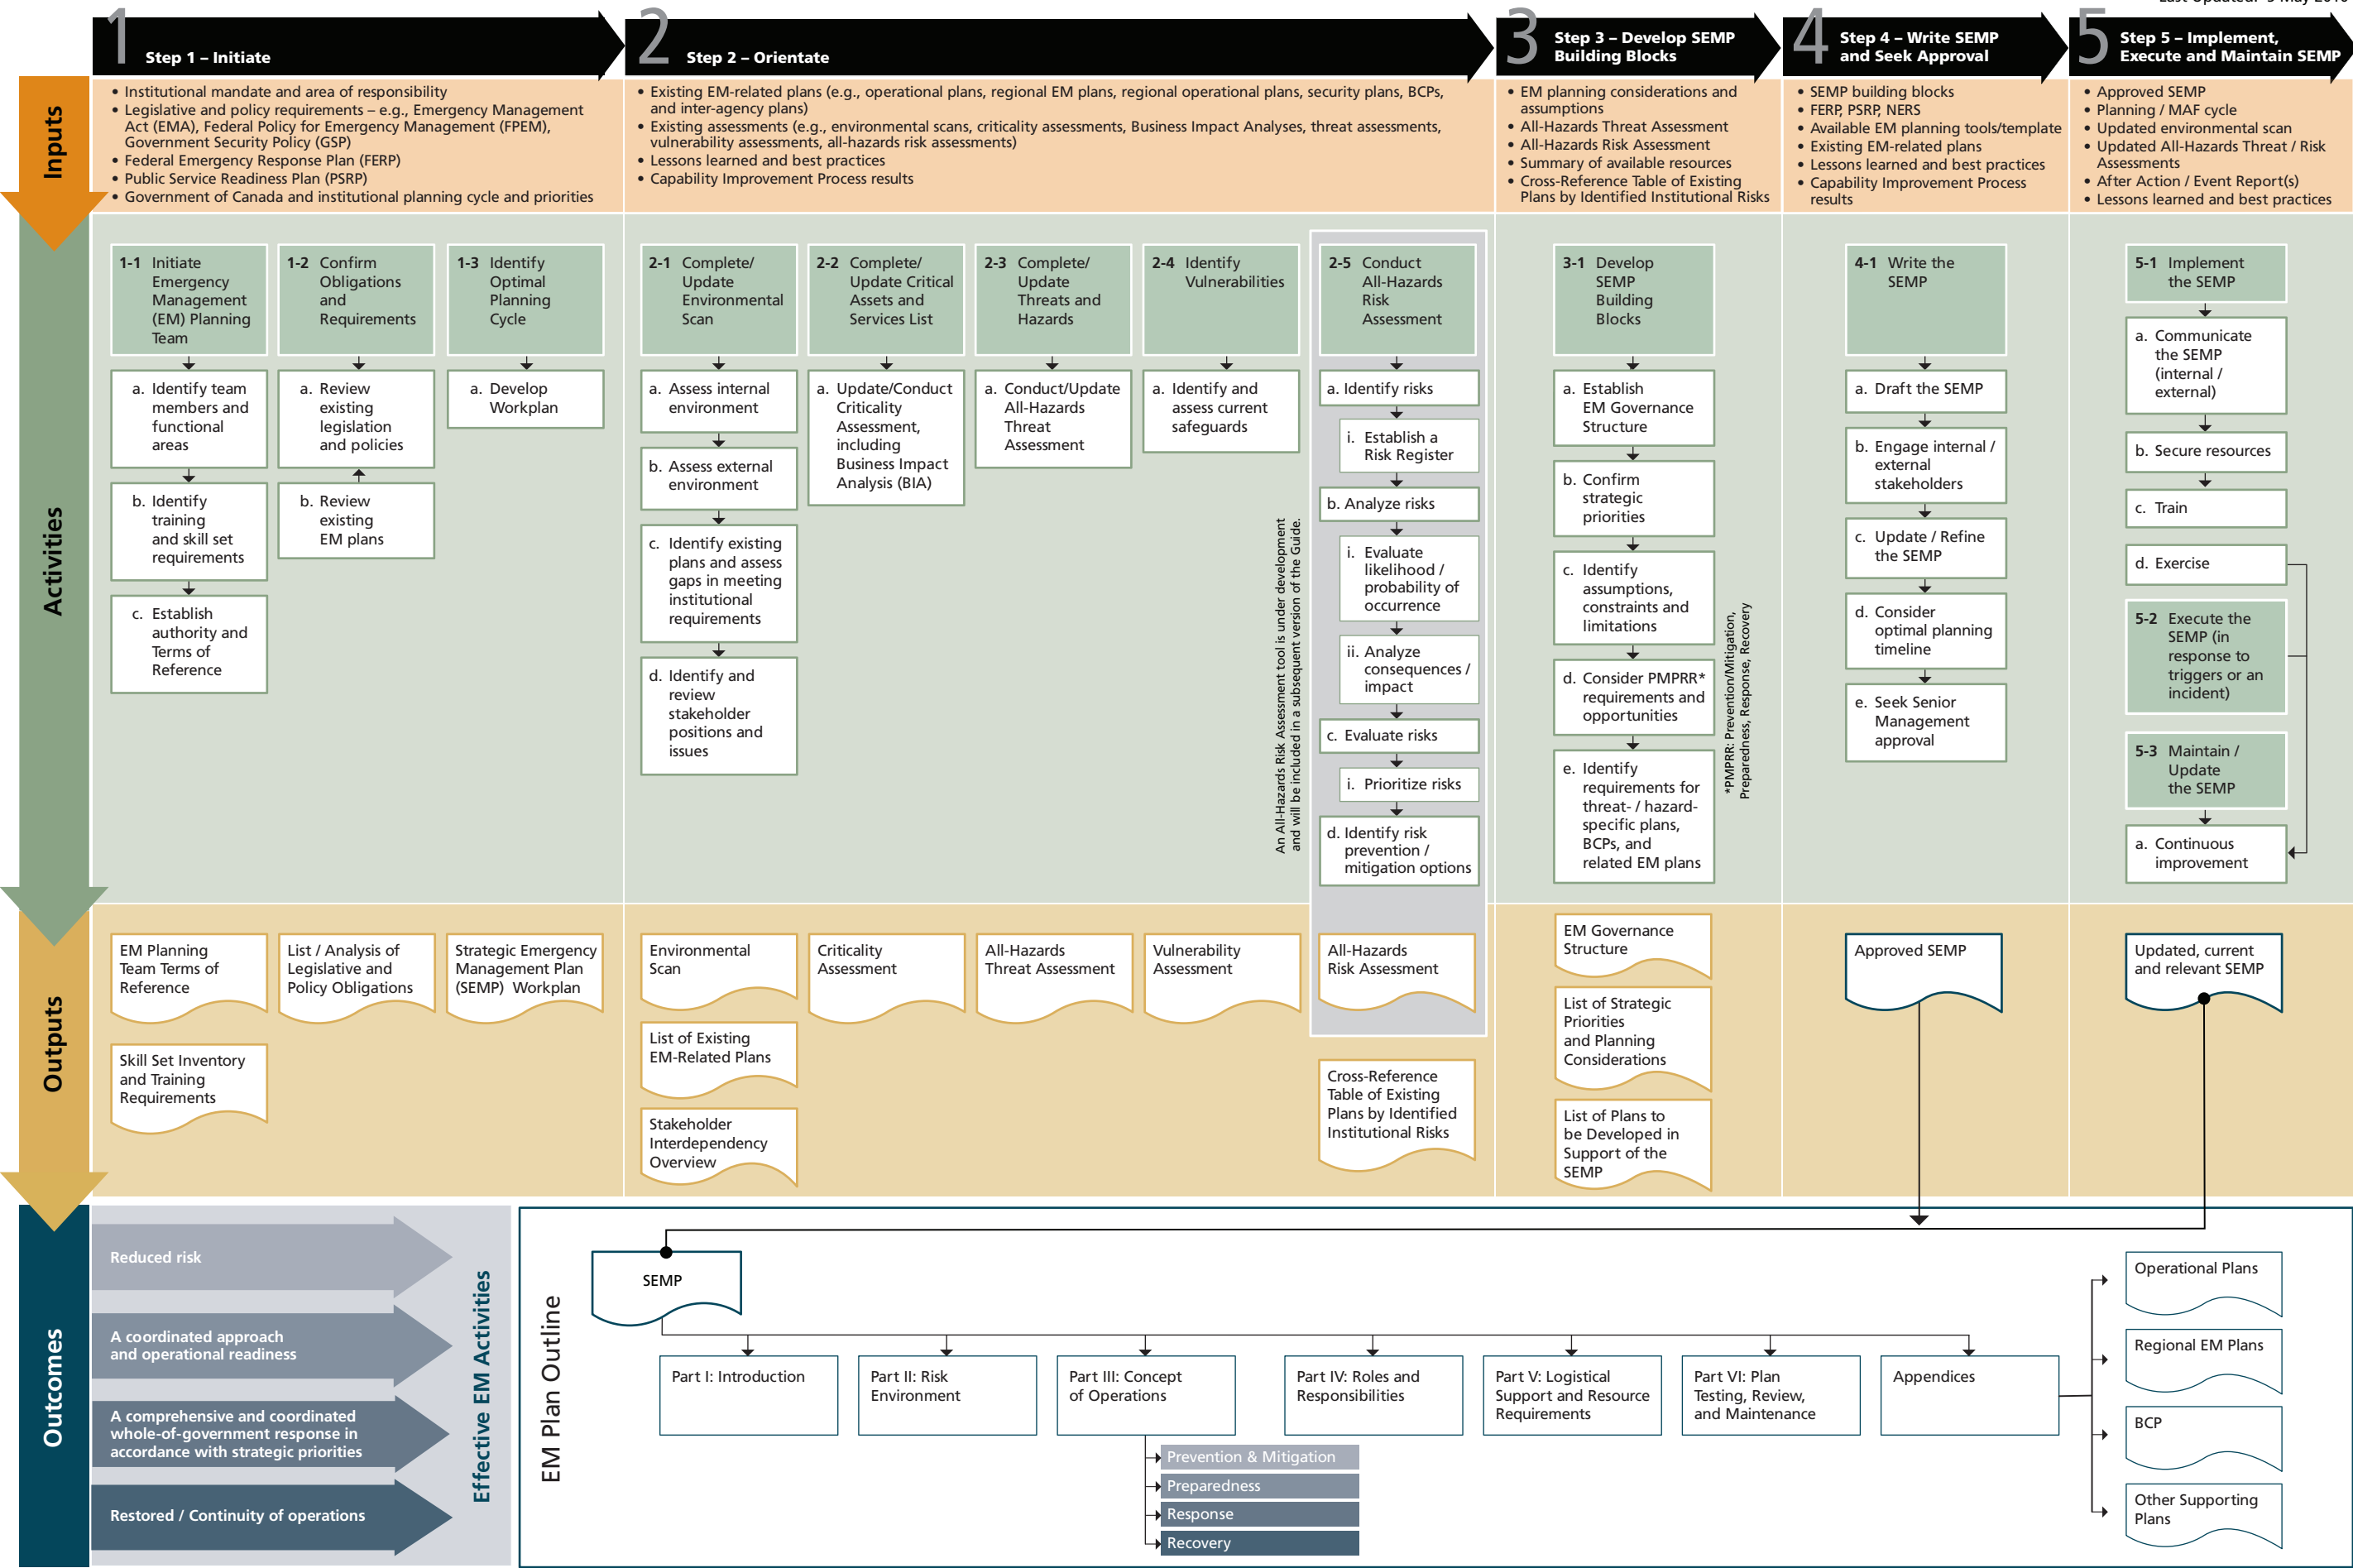 Last Updated: 5 May 2010
1
Step 1 – Initiate
2
Step 2 – Orientate
3
Step 3 – Develop SEMP
Building Blocks
4
Step 4 – Write SEMP
and Seek Approval
5
Step 5 – Implement,
Execute and Maintain SEMP
Inputs
• Institutional mandate and area of responsibility
• Legislative and policy requirements – e.g., Emergency Management
Act (EMA), Federal Policy for Emergency Management (FPEM),
Government Security Policy (GSP)
• Federal Emergency Response Plan (FERP)
• Public Service Readiness Plan (PSRP)
• Government of Canada and institutional planning cycle and priorities
• Existing EM-related plans (e.g., operational plans, regional EM plans, regional operational plans, security plans, BCPs,
and inter-agency plans)
• Existing assessments (e.g., environmental scans, criticality assessments, Business Impact Analyses, threat assessments,
vulnerability assessments, all-hazards risk assessments)
• Lessons learned and best practices
• Capability Improvement Process results
• EM planning considerations and
assumptions
• All-Hazards Threat Assessment
• All-Hazards Risk Assessment
• Summary of available resources
• Cross-Reference Table of Existing
Plans by Identified Institutional Risks
• SEMP building blocks
• FERP, PSRP, NERS
• Available EM planning tools/template
• Existing EM-related plans
• Lessons learned and best practices
• Capability Improvement Process
results
• Approved SEMP
• Planning / MAF cycle
• Updated environmental scan
• Updated All-Hazards Threat / Risk
Assessments
• After Action / Event Report(s)
• Lessons learned and best practices
Activities
1-1 Initiate
Emergency
Management
(EM) Planning
Team
a. Identify team
members and
functional
areas
b. Identify
training
and skill set
requirements
c. Establish
authority and
Terms of
Reference
1-2 Confirm
Obligations
and
Requirements
a. Review
existing
legislation
and policies
b. Review
existing
EM plans
1-3 Identify
Optimal
Planning
Cycle
a. Develop
Workplan
2-1 Complete/
Update
Environmental
Scan
a. Assess internal
environment
b. Assess external
environment
c. Identify existing
plans and assess
gaps in meeting
institutional
requirements
d. Identify and
review
stakeholder
positions and
issues
2-2 Complete/
Update Critical
Assets and
Services List
a. Update/Conduct
Criticality
Assessment,
including
Business Impact
Analysis (BIA)
2-3 Complete/
Update
Threats and
Hazards
a. Conduct/Update
All-Hazards
Threat
Assessment
2-4 Identify
Vulnerabilities
a. Identify and
assess current
safeguards
An All-Hazards Risk Assessment tool is under development
and will be included in a subsequent version of the Guide.
2-5 Conduct
All-Hazards
Risk
Assessment
a. Identify risks
i. Establish a
Risk Register
b. Analyze risks
i. Evaluate
likelihood /
probability of
occurrence
ii. Analyze
consequences /
impact
c. Evaluate risks
i. Prioritize risks
d. Identify risk
prevention /
mitigation options
3-1 Develop
SEMP
Building
Blocks
a. Establish
EM Governance
Structure
b. Confirm
strategic
priorities
c. Identify
assumptions,
constraints and
limitations
d. Consider PMPRR*
requirements and
opportunities
e. Identify
requirements for
threat- / hazard-
specific plans,
BCPs, and
related EM plans
*PMPRR: Prevention/Mitigation,
Preparedness, Response, Recovery
4-1 Write the
SEMP
a. Draft the SEMP
b. Engage internal /
external
stakeholders
c. Update / Refine
the SEMP
d. Consider
optimal planning
timeline
e. Seek Senior
Management
approval
5-1 Implement
the SEMP
a. Communicate
the SEMP
(internal /
external)
b. Secure resources
c. Train
d. Exercise
5-2 Execute the
SEMP (in
response to
triggers or an
incident)
5-3 Maintain /
Update
the SEMP
a. Continuous
improvement
Outputs
EM Planning
Team Terms of
Reference
Skill Set Inventory
and Training
Requirements
List / Analysis of
Legislative and
Policy Obligations
Strategic Emergency
Management Plan
(SEMP) Workplan
Environmental
Scan
List of Existing
EM-Related Plans
Stakeholder
Interdependency
Overview
Criticality
Assessment
All-Hazards
Threat Assessment
Vulnerability
Assessment
All-Hazards
Risk Assessment
Cross-Reference
Table of Existing
Plans by Identified
Institutional Risks
EM Governance
Structure
List of Strategic
Priorities
and Planning
Considerations
List of Plans to
be Developed in
Support of the
SEMP
Approved SEMP
Updated, current
and relevant SEMP
Outcomes
Reduced risk
A coordinated approach
and operational readiness
A comprehensive and coordinated
whole-of-government response in
accordance with strategic priorities
Restored / Continuity of operations
Effective EM Activities
EM Plan Outline
SEMP
Part I: Introduction
Part II: Risk
Environment
Part III: Concept
of Operations
Prevention & Mitigation
Preparedness
Response
Recovery
Part IV: Roles and
Responsibilities
Part V: Logistical
Support and Resource
Requirements
Part VI: Plan
Testing, Review,
and Maintenance
Appendices
Operational Plans
Regional EM Plans
BCP
Other Supporting
Plans